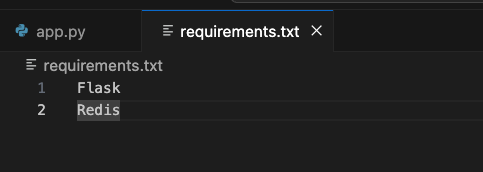 app.py
requirements.txt
requirements.txt
1 Flask
2 Redis